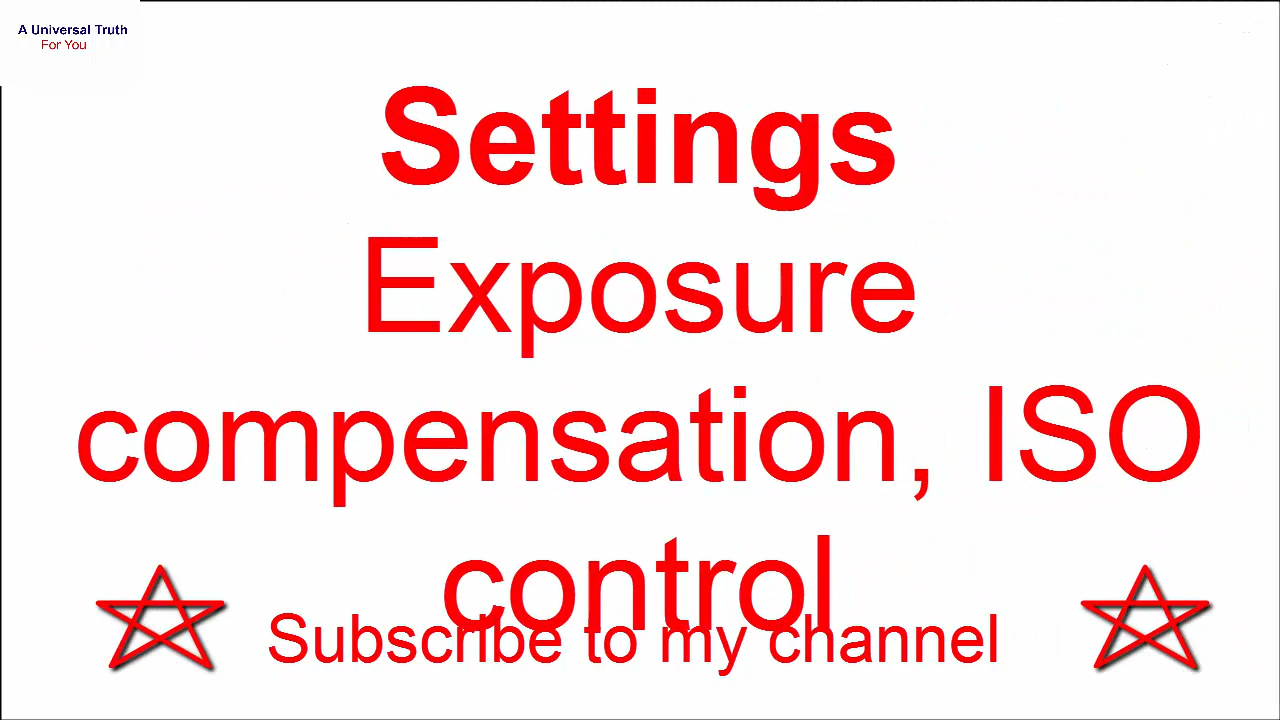 A Universal Truth
For You
Settings
Exposure
compensation, ISO
control
Subscribe to my channel